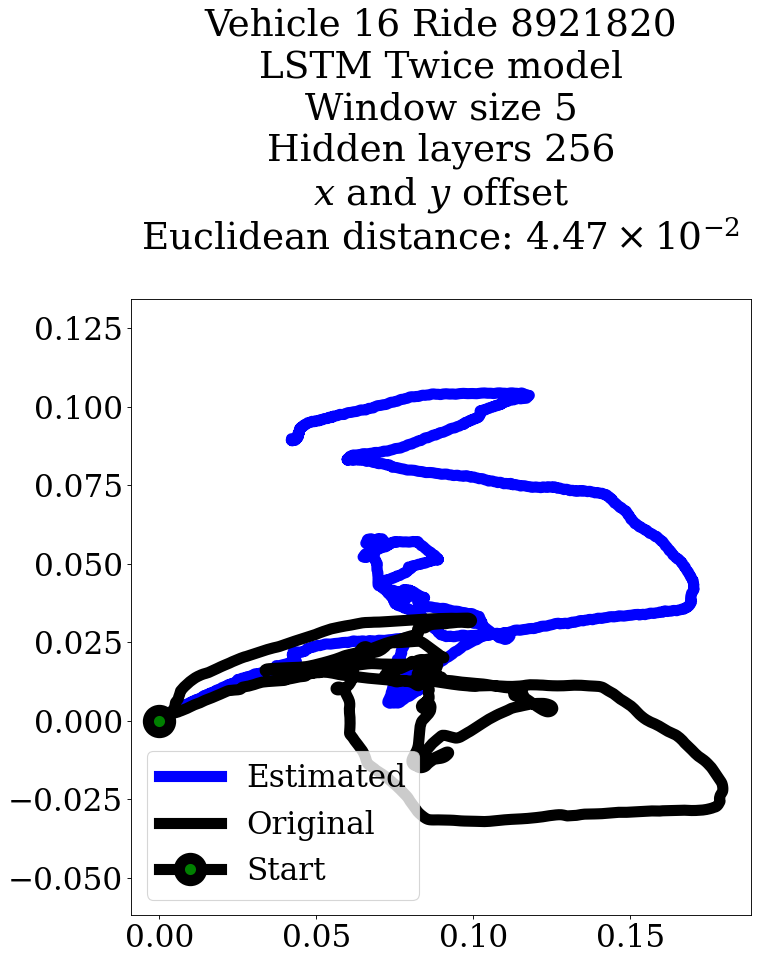 Vehicle 16 Ride 8921820
LSTM Twice model
Window size 5
Hidden layers 256
x and y offset
Euclidean distance: 4.47 × 10⁻²
0.125
0.100
0.075
0.050
0.025
0.000
−0.025
−0.050
Estimated
Original
Start
0.00 0.05 0.10 0.15